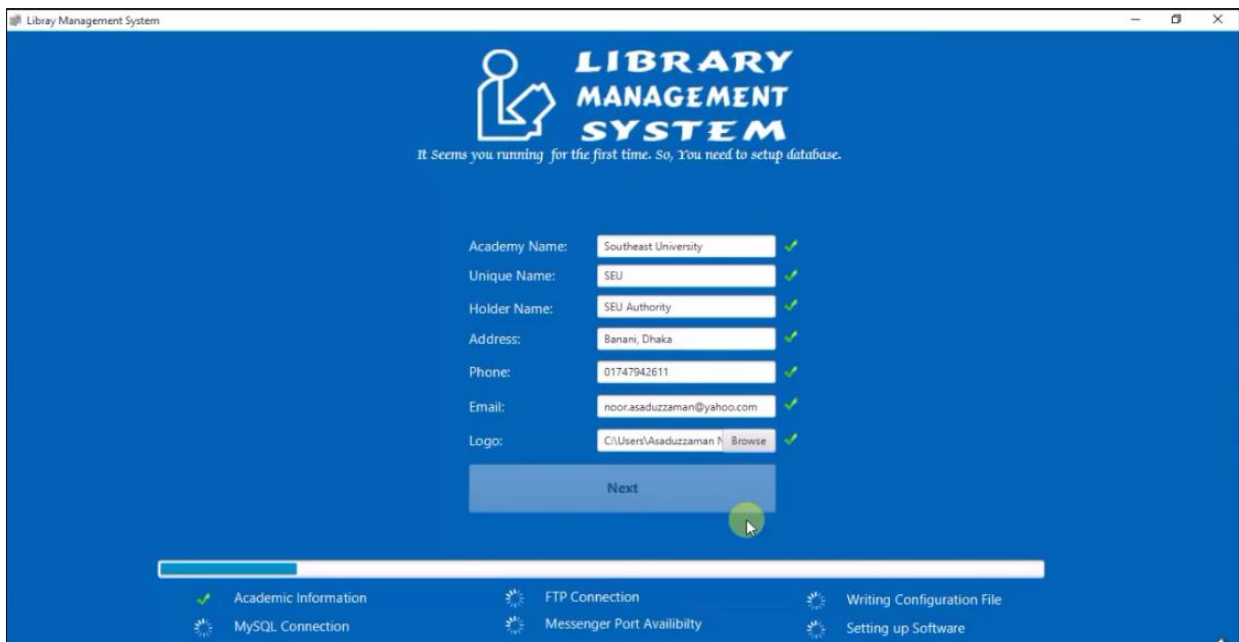 Libray Management System
LIBRARY
MANAGEMENT
SYSTEM
It Seems you running for the first time. So, You need to setup database.
Academy Name: Southeast University
Unique Name: SEU
Holder Name: SEU Authority
Address: Banani, Dhaka
Phone: 01747942611
Email: noor.asaduzzaman@yahoo.com
Logo: C:\Users\Asaduzzaman N Browse
Next
Academic Information FTP Connection Writing Configuration File
MySQL Connection Messenger Port Availibilty Setting up Software